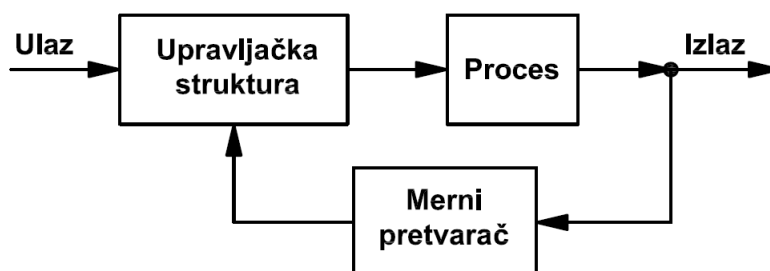 Ulaz
Upravljačka
struktura
Proces
Izlaz
Merni
pretvarač